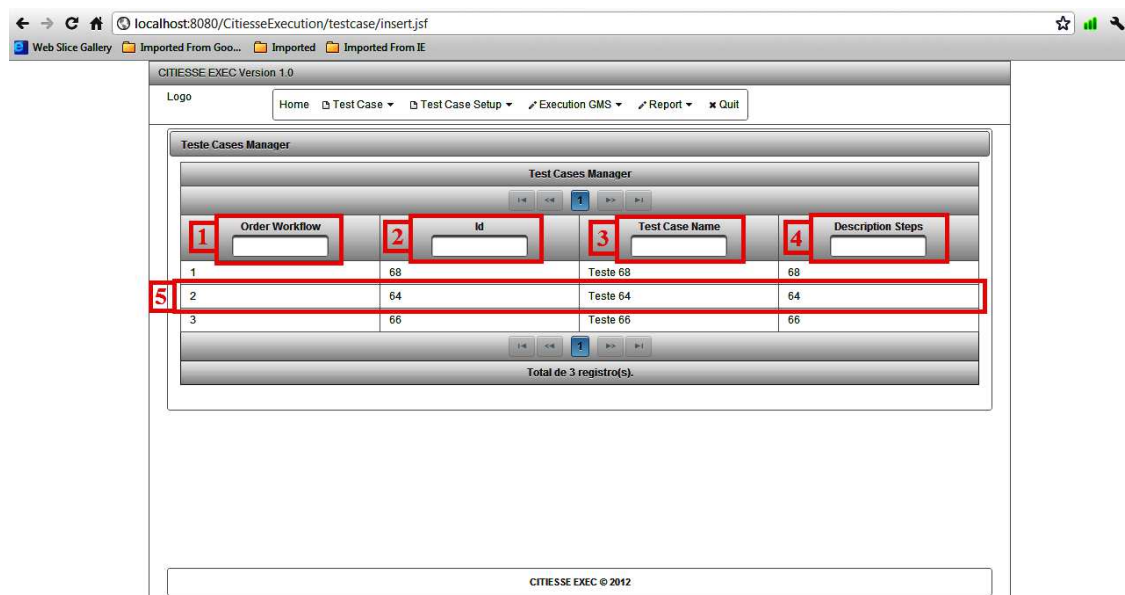 localhost:8080/CitiesseExecution/testcase/insert.jsf
Web Slice Gallery Imported From Goo... Imported Imported From IE
CITIESSE EXEC Version 1.0
Logo Home Test Case Test Case Setup Execution GMS Report Quit
Teste Cases Manager
Test Cases Manager
1
1 Order Workflow 2 Id 3 Test Case Name 4 Description Steps
1 68 Teste 68 68
5 2 64 Teste 64 64
3 66 Teste 66 66
1
Total de 3 registro(s).
CITIESSE EXEC © 2012